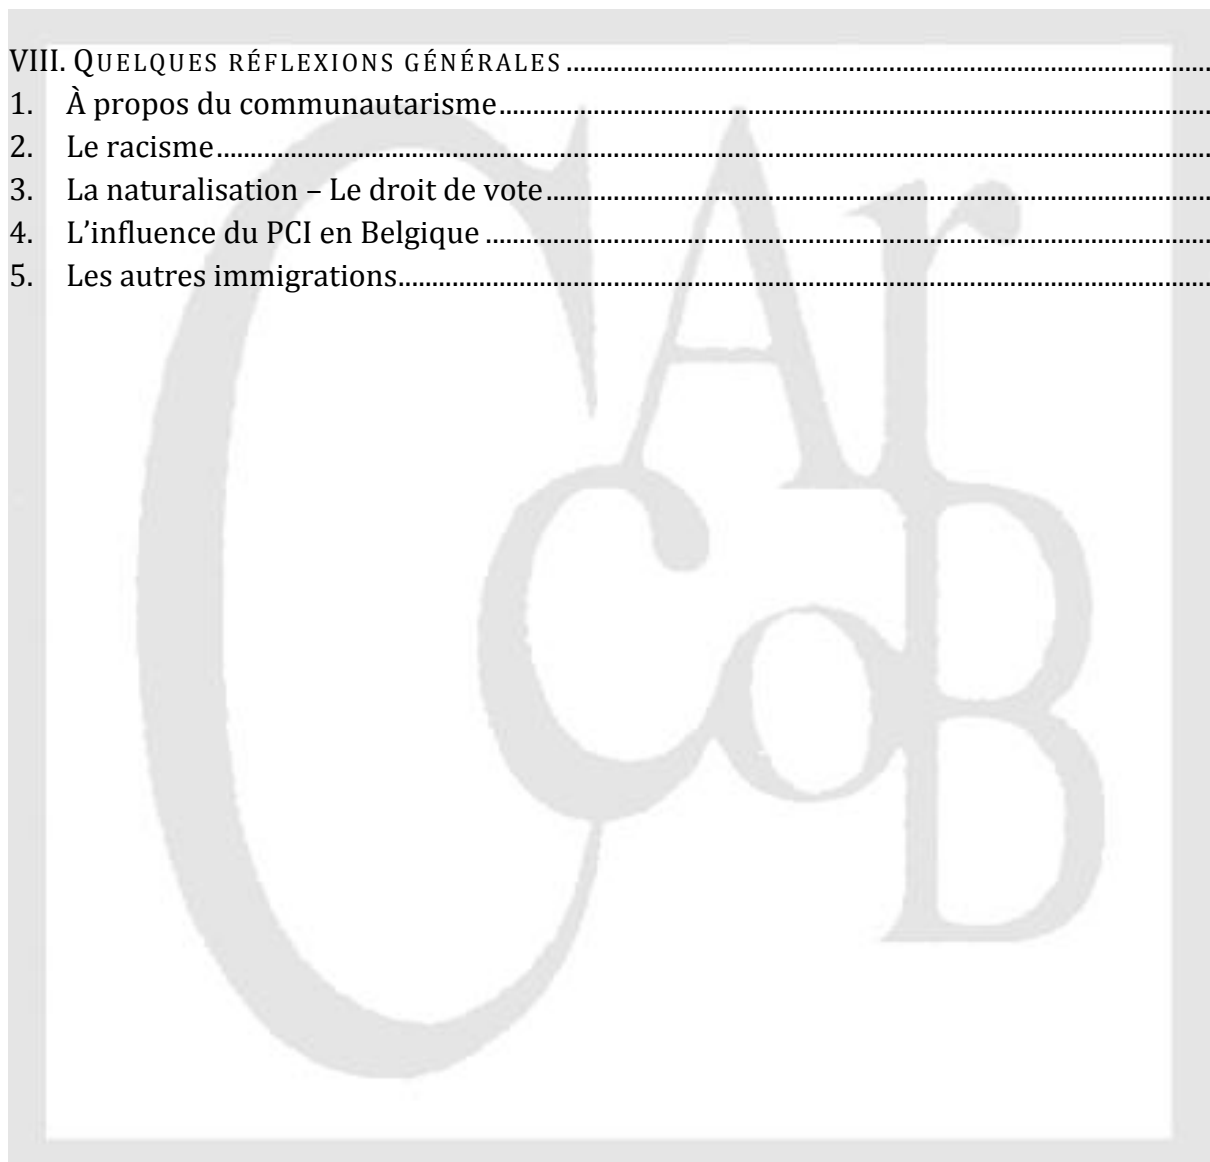 VIII. QUELQUES RÉFLEXIONS GÉNÉRALES ........................................................................................................
1. À propos du communautarisme ........................................................................................................
2. Le racisme ........................................................................................................
3. La naturalisation – Le droit de vote ........................................................................................................
4. L’influence du PCI en Belgique ........................................................................................................
5. Les autres immigrations ........................................................................................................
CArCoB